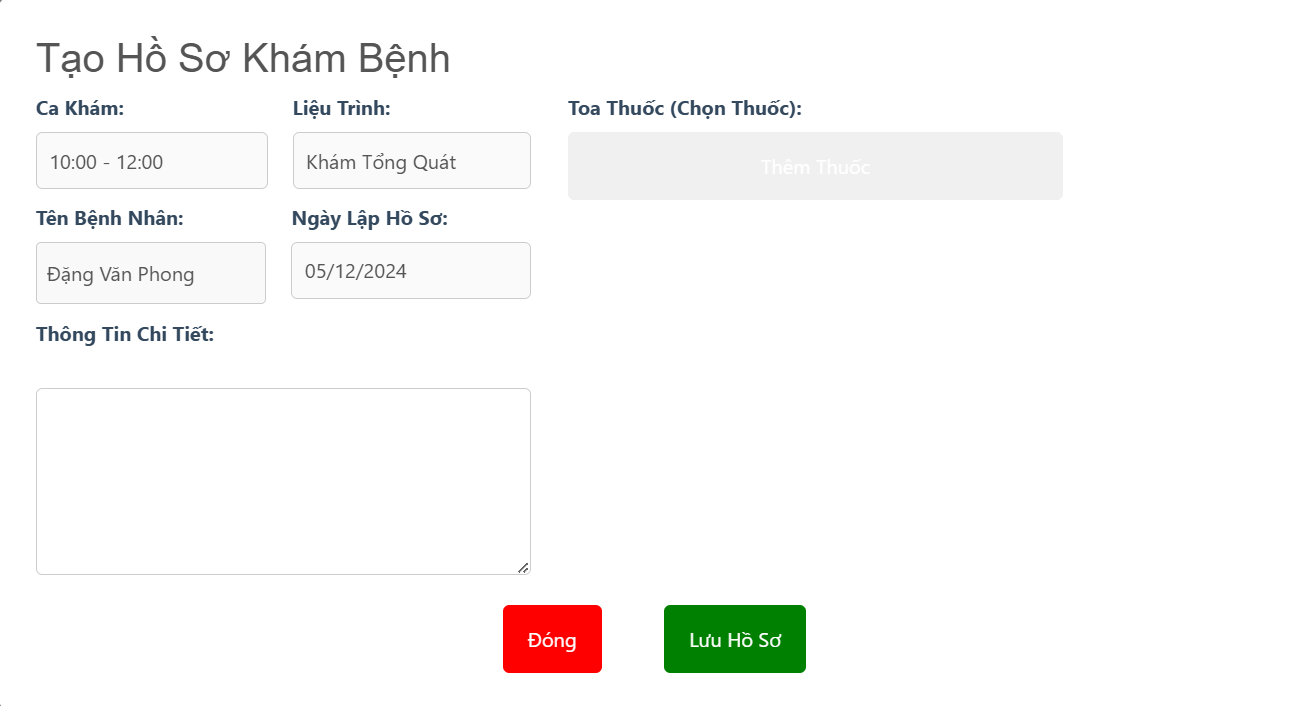 Tạo Hồ Sơ Khám Bệnh
Ca Khám:
Liệu Trình:
Toa Thuốc (Chọn Thuốc):
10:00 - 12:00
Khám Tổng Quát
Thêm Thuốc
Tên Bệnh Nhân:
Ngày Lập Hồ Sơ:
Đặng Văn Phong
05/12/2024
Thông Tin Chi Tiết:
Đóng
Lưu Hồ Sơ